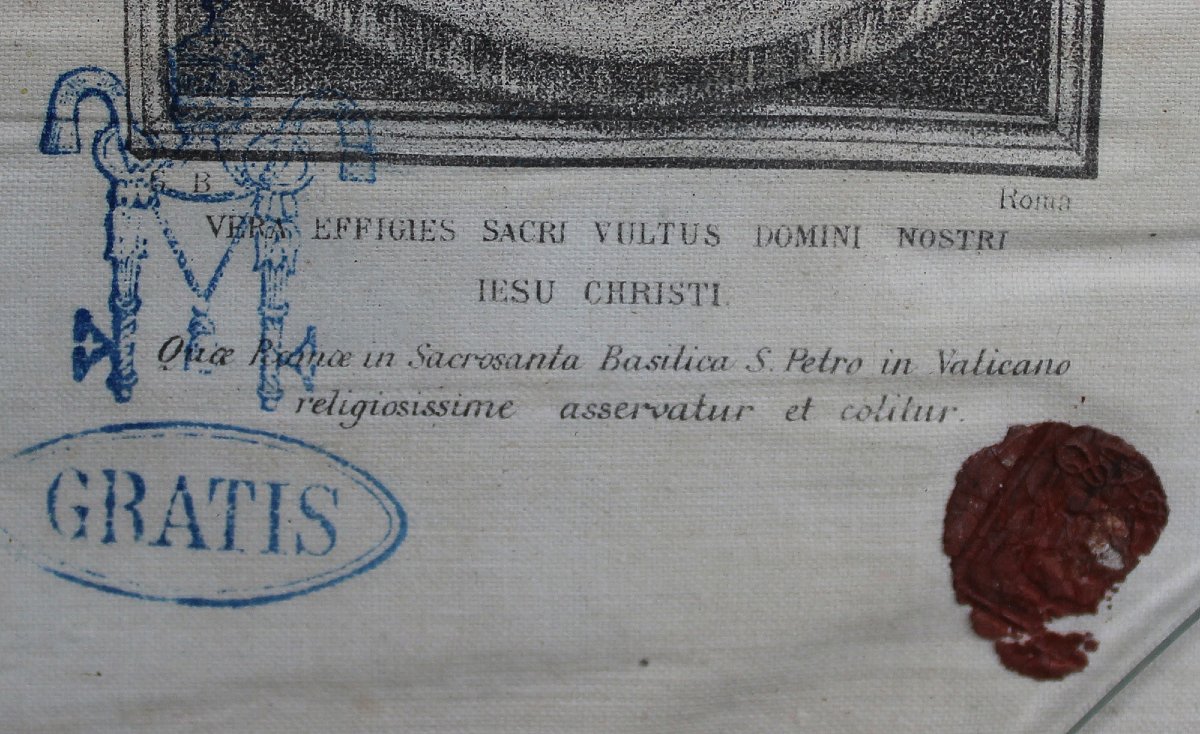 G. B.
Roma
VERA EFFIGIES SACRI VULTUS DOMINI NOSTRI
IESU CHRISTI.
Quæ Romæ in Sacrosanta Basilica S. Petro in Vaticano
religiosissime asservatur et colitur.
GRATIS